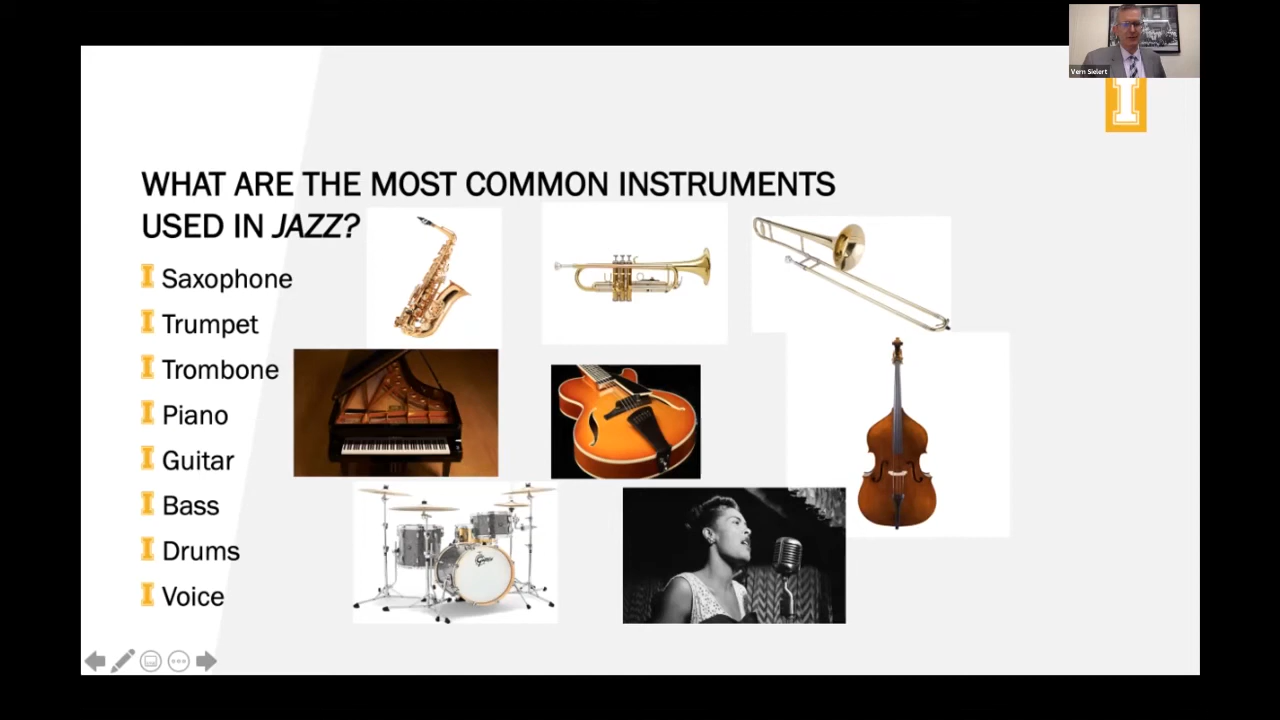 Vern Sielert
I
WHAT ARE THE MOST COMMON INSTRUMENTS
USED IN JAZZ?
I Saxophone
I Trumpet
I Trombone
I Piano
I Guitar
I Bass
I Drums
I Voice
Gretsch